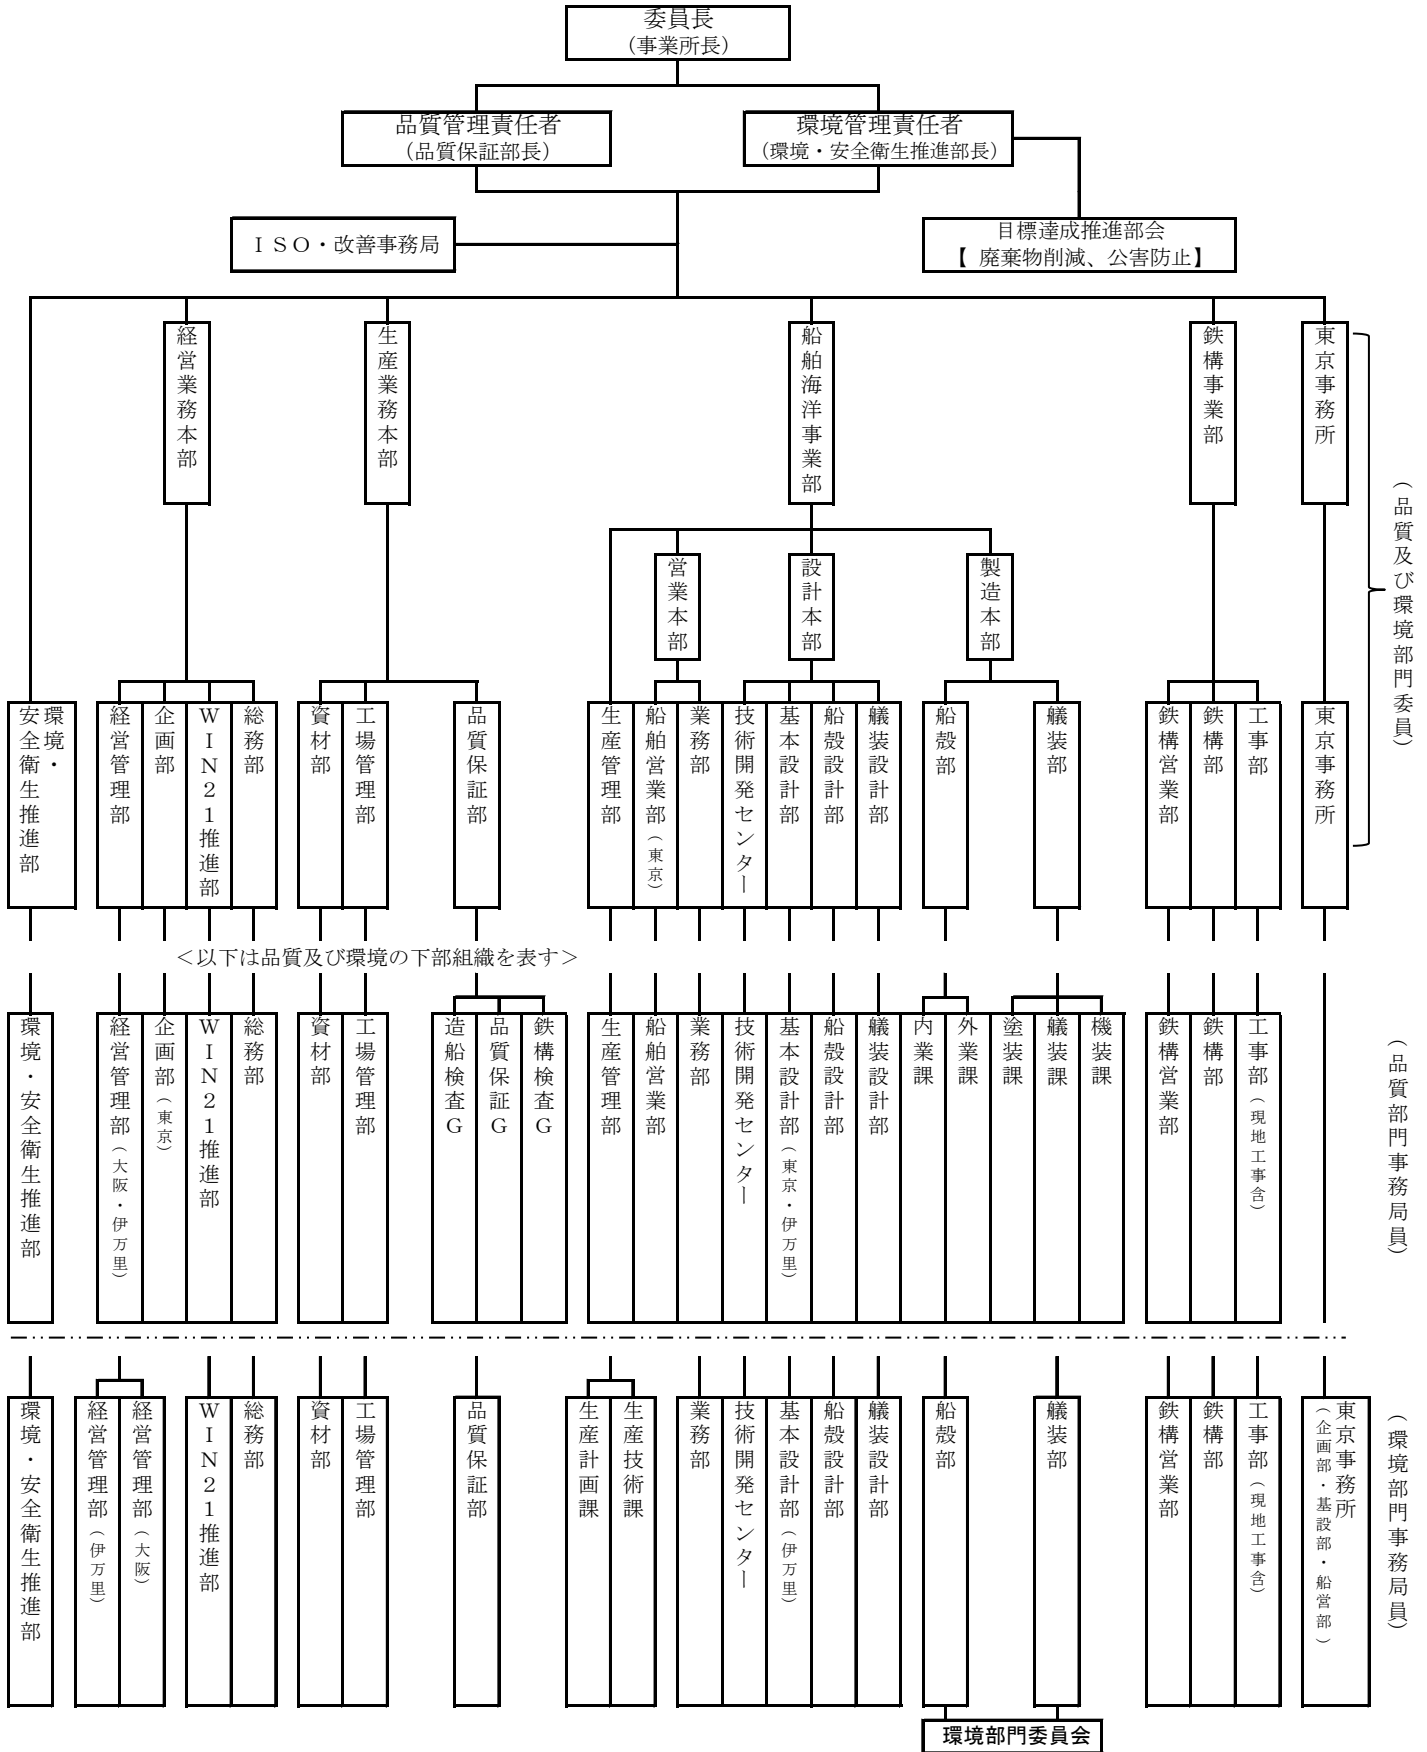 委員長
（事業所長）
品質管理責任者
（品質保証部長）
環境管理責任者
（環境・安全衛生推進部長）
ＩＳＯ・改善事務局
目標達成推進部会
【 廃棄物削減、公害防止】
経営業務本部
生産業務本部
船舶海洋事業部
鉄構事業部
東京事務所
営業本部
設計本部
製造本部
（品質及び環境部門委員）
環境・
安全衛生推進部
経営管理部
企画部
ＷＩＮ２１推進部
総務部
資材部
工場管理部
品質保証部
生産管理部
船舶営業部（東京）
業務部
技術開発センター
基本設計部
船殻設計部
艤装設計部
船殻部
艤装部
鉄構営業部
鉄構部
工事部
東京事務所
＜以下は品質及び環境の下部組織を表す＞
環境・安全衛生推進部
経営管理部（大阪・伊万里）
企画部（東京）
ＷＩＮ２１推進部
総務部
資材部
工場管理部
造船検査Ｇ
品質保証Ｇ
鉄構検査Ｇ
生産管理部
船舶営業部
業務部
技術開発センター
基本設計部（東京・伊万里）
船殻設計部
艤装設計部
内業課
外業課
塗装課
艤装課
機装課
鉄構営業部
鉄構部
工事部（現地工事含）
（品質部門事務局員）
環境・安全衛生推進部
経営管理部（伊万里）
経営管理部（大阪）
ＷＩＮ２１推進部
総務部
資材部
工場管理部
品質保証部
生産計画課
生産技術課
業務部
技術開発センター
基本設計部（伊万里）
船殻設計部
艤装設計部
船殻部
艤装部
鉄構営業部
鉄構部
工事部（現地工事含）
東京事務所
（企画部・基設部・船営部）
（環境部門事務局員）
環境部門委員会